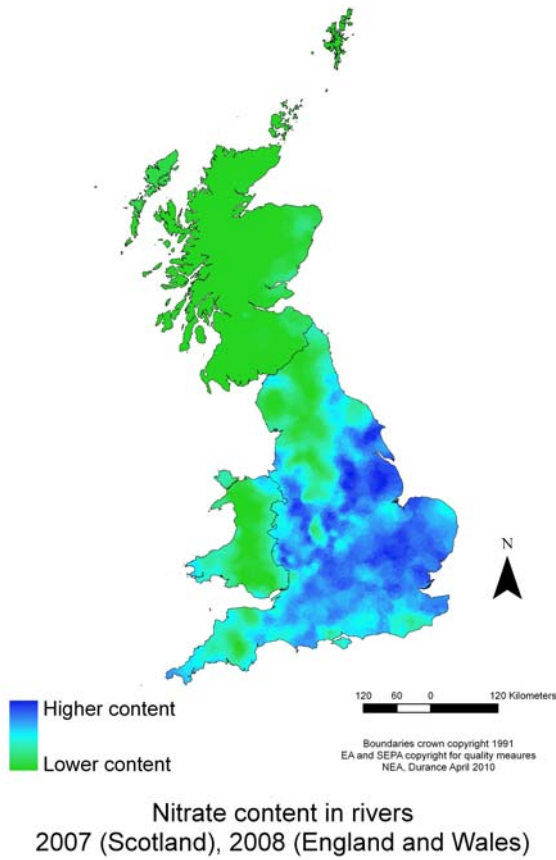 N
Higher content
Lower content
120 60 0 120 Kilometers
Boundaries crown copyright 1991
EA and SEPA copyright for quality meaures
NEA, Durance April 2010
Nitrate content in rivers
2007 (Scotland), 2008 (England and Wales)